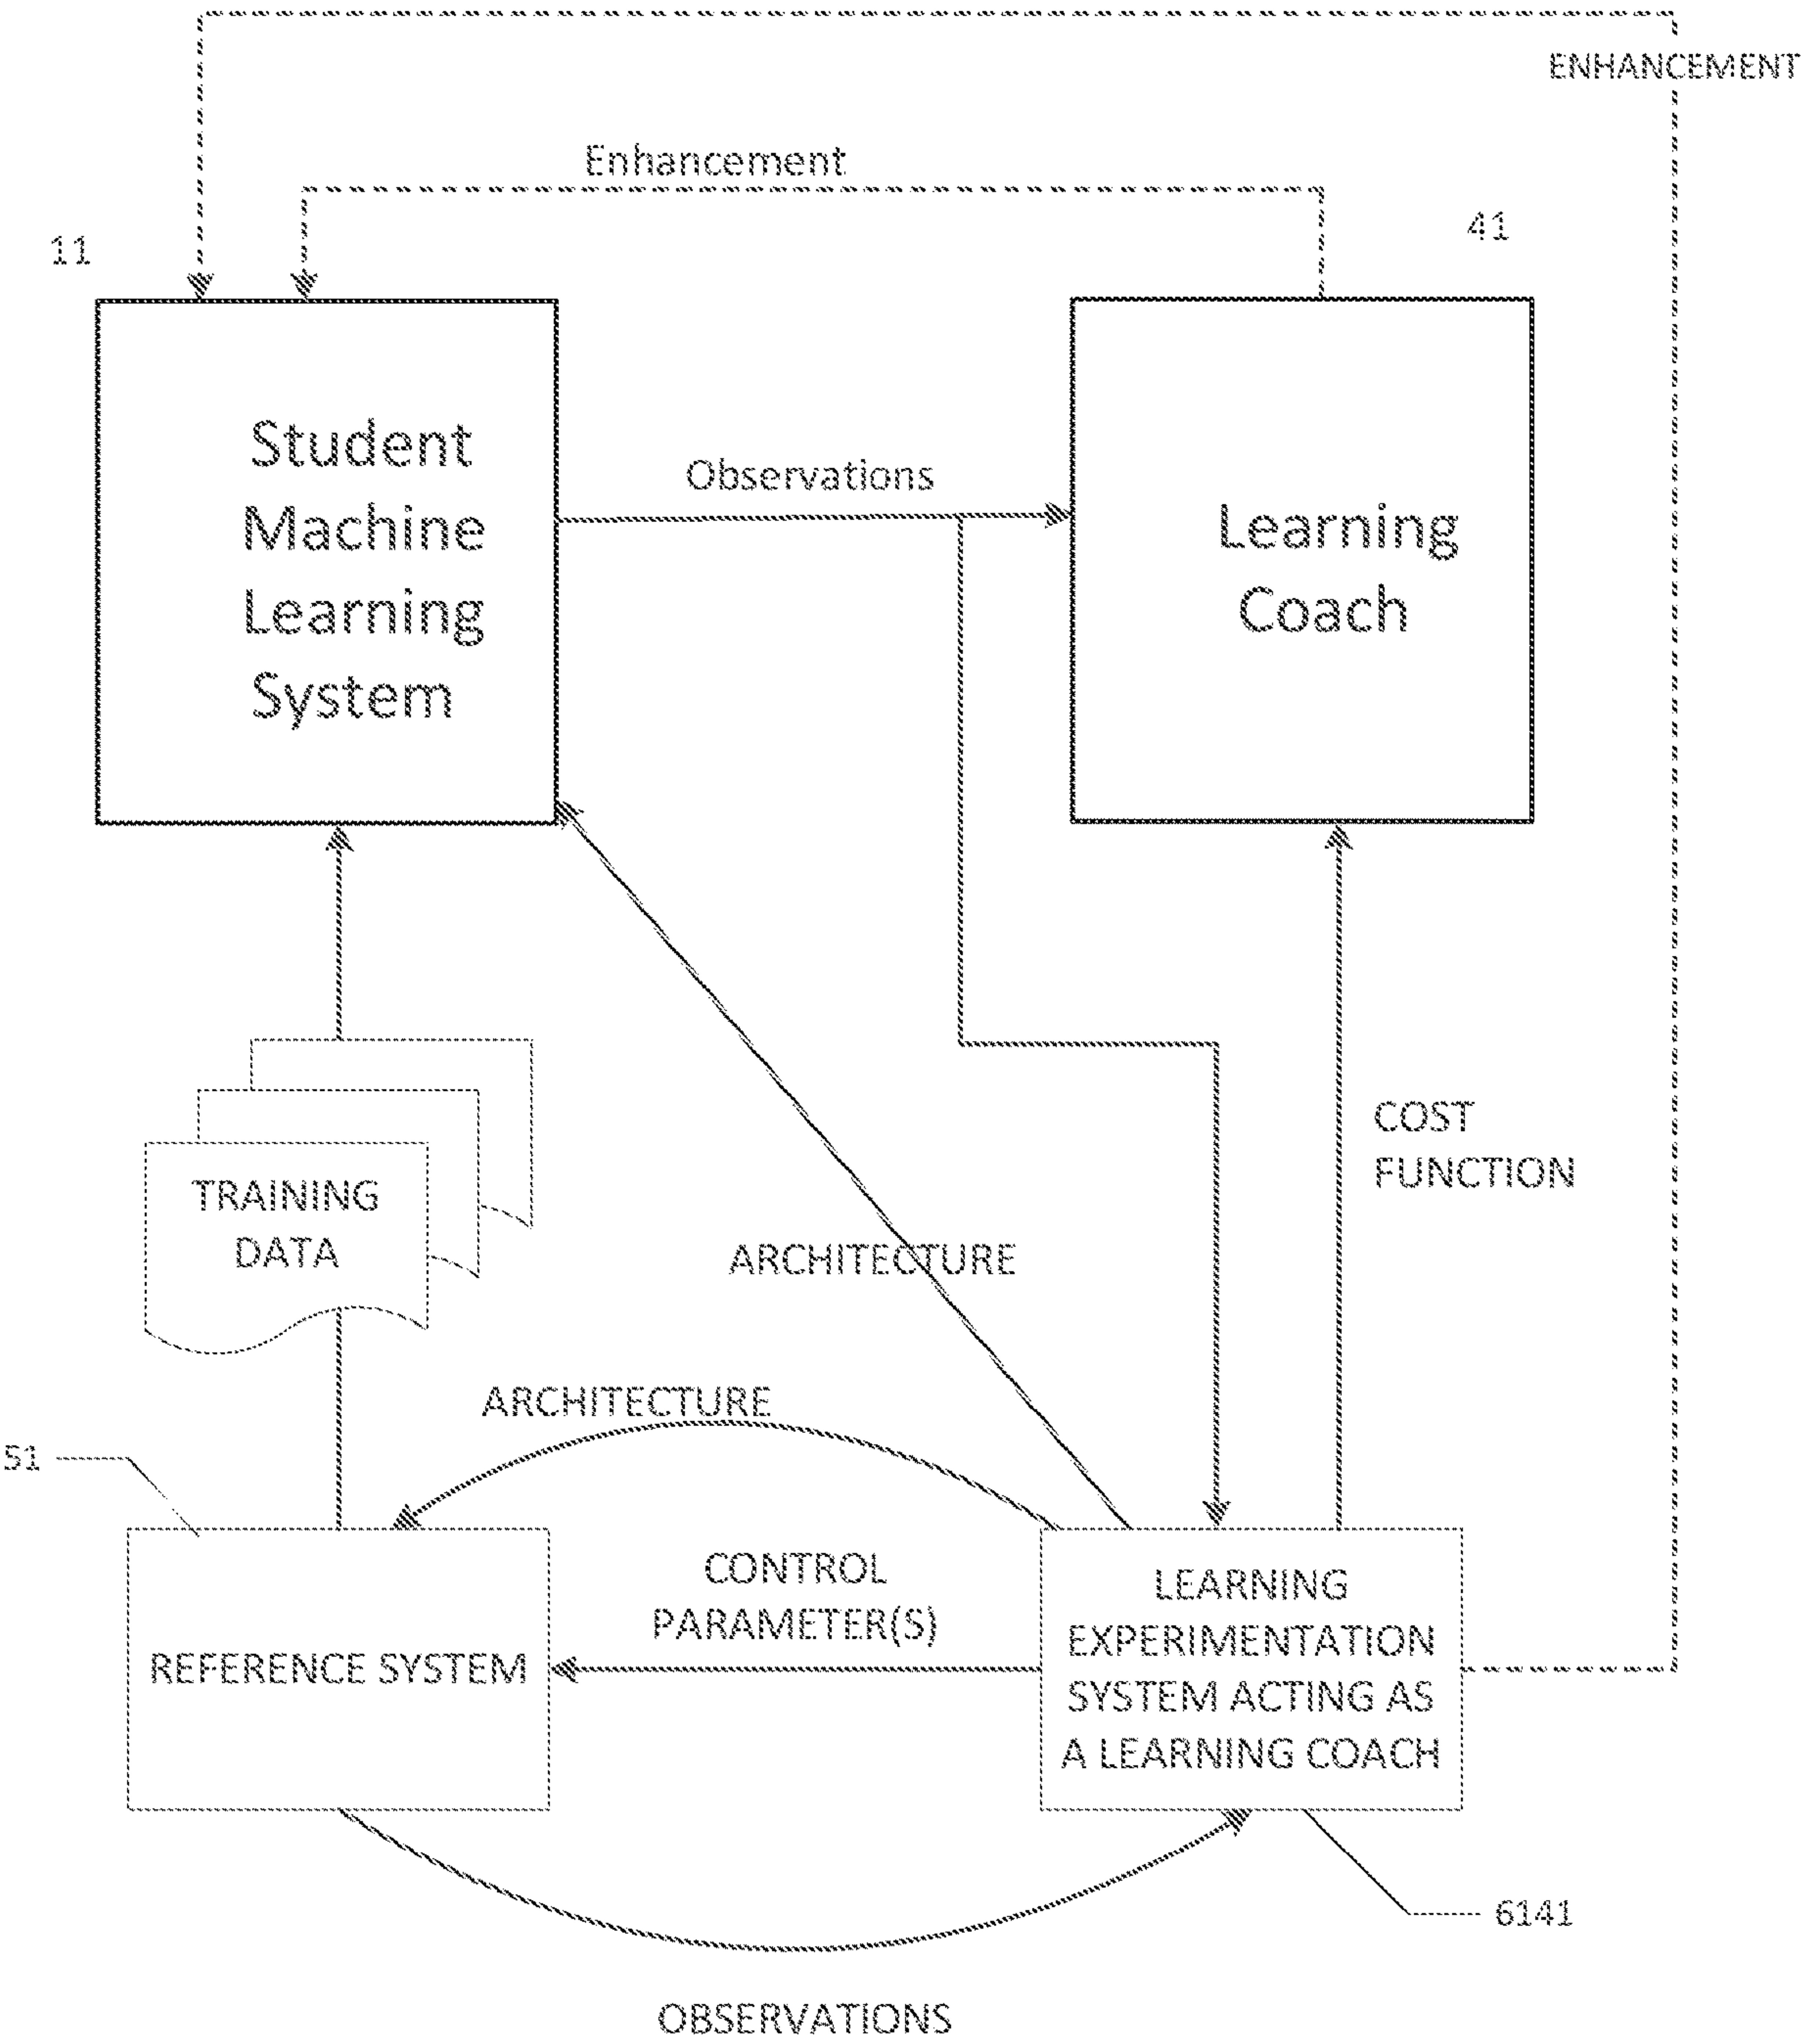 ENHANCEMENT
Enhancement
11
41
Student
Machine
Learning
System
Observations
Learning
Coach
COST
FUNCTION
TRAINING
DATA
ARCHITECTURE
ARCHITECTURE
51
CONTROL
PARAMETER(S)
REFERENCE SYSTEM
LEARNING
EXPERIMENTATION
SYSTEM ACTING AS
A LEARNING COACH
6141
OBSERVATIONS